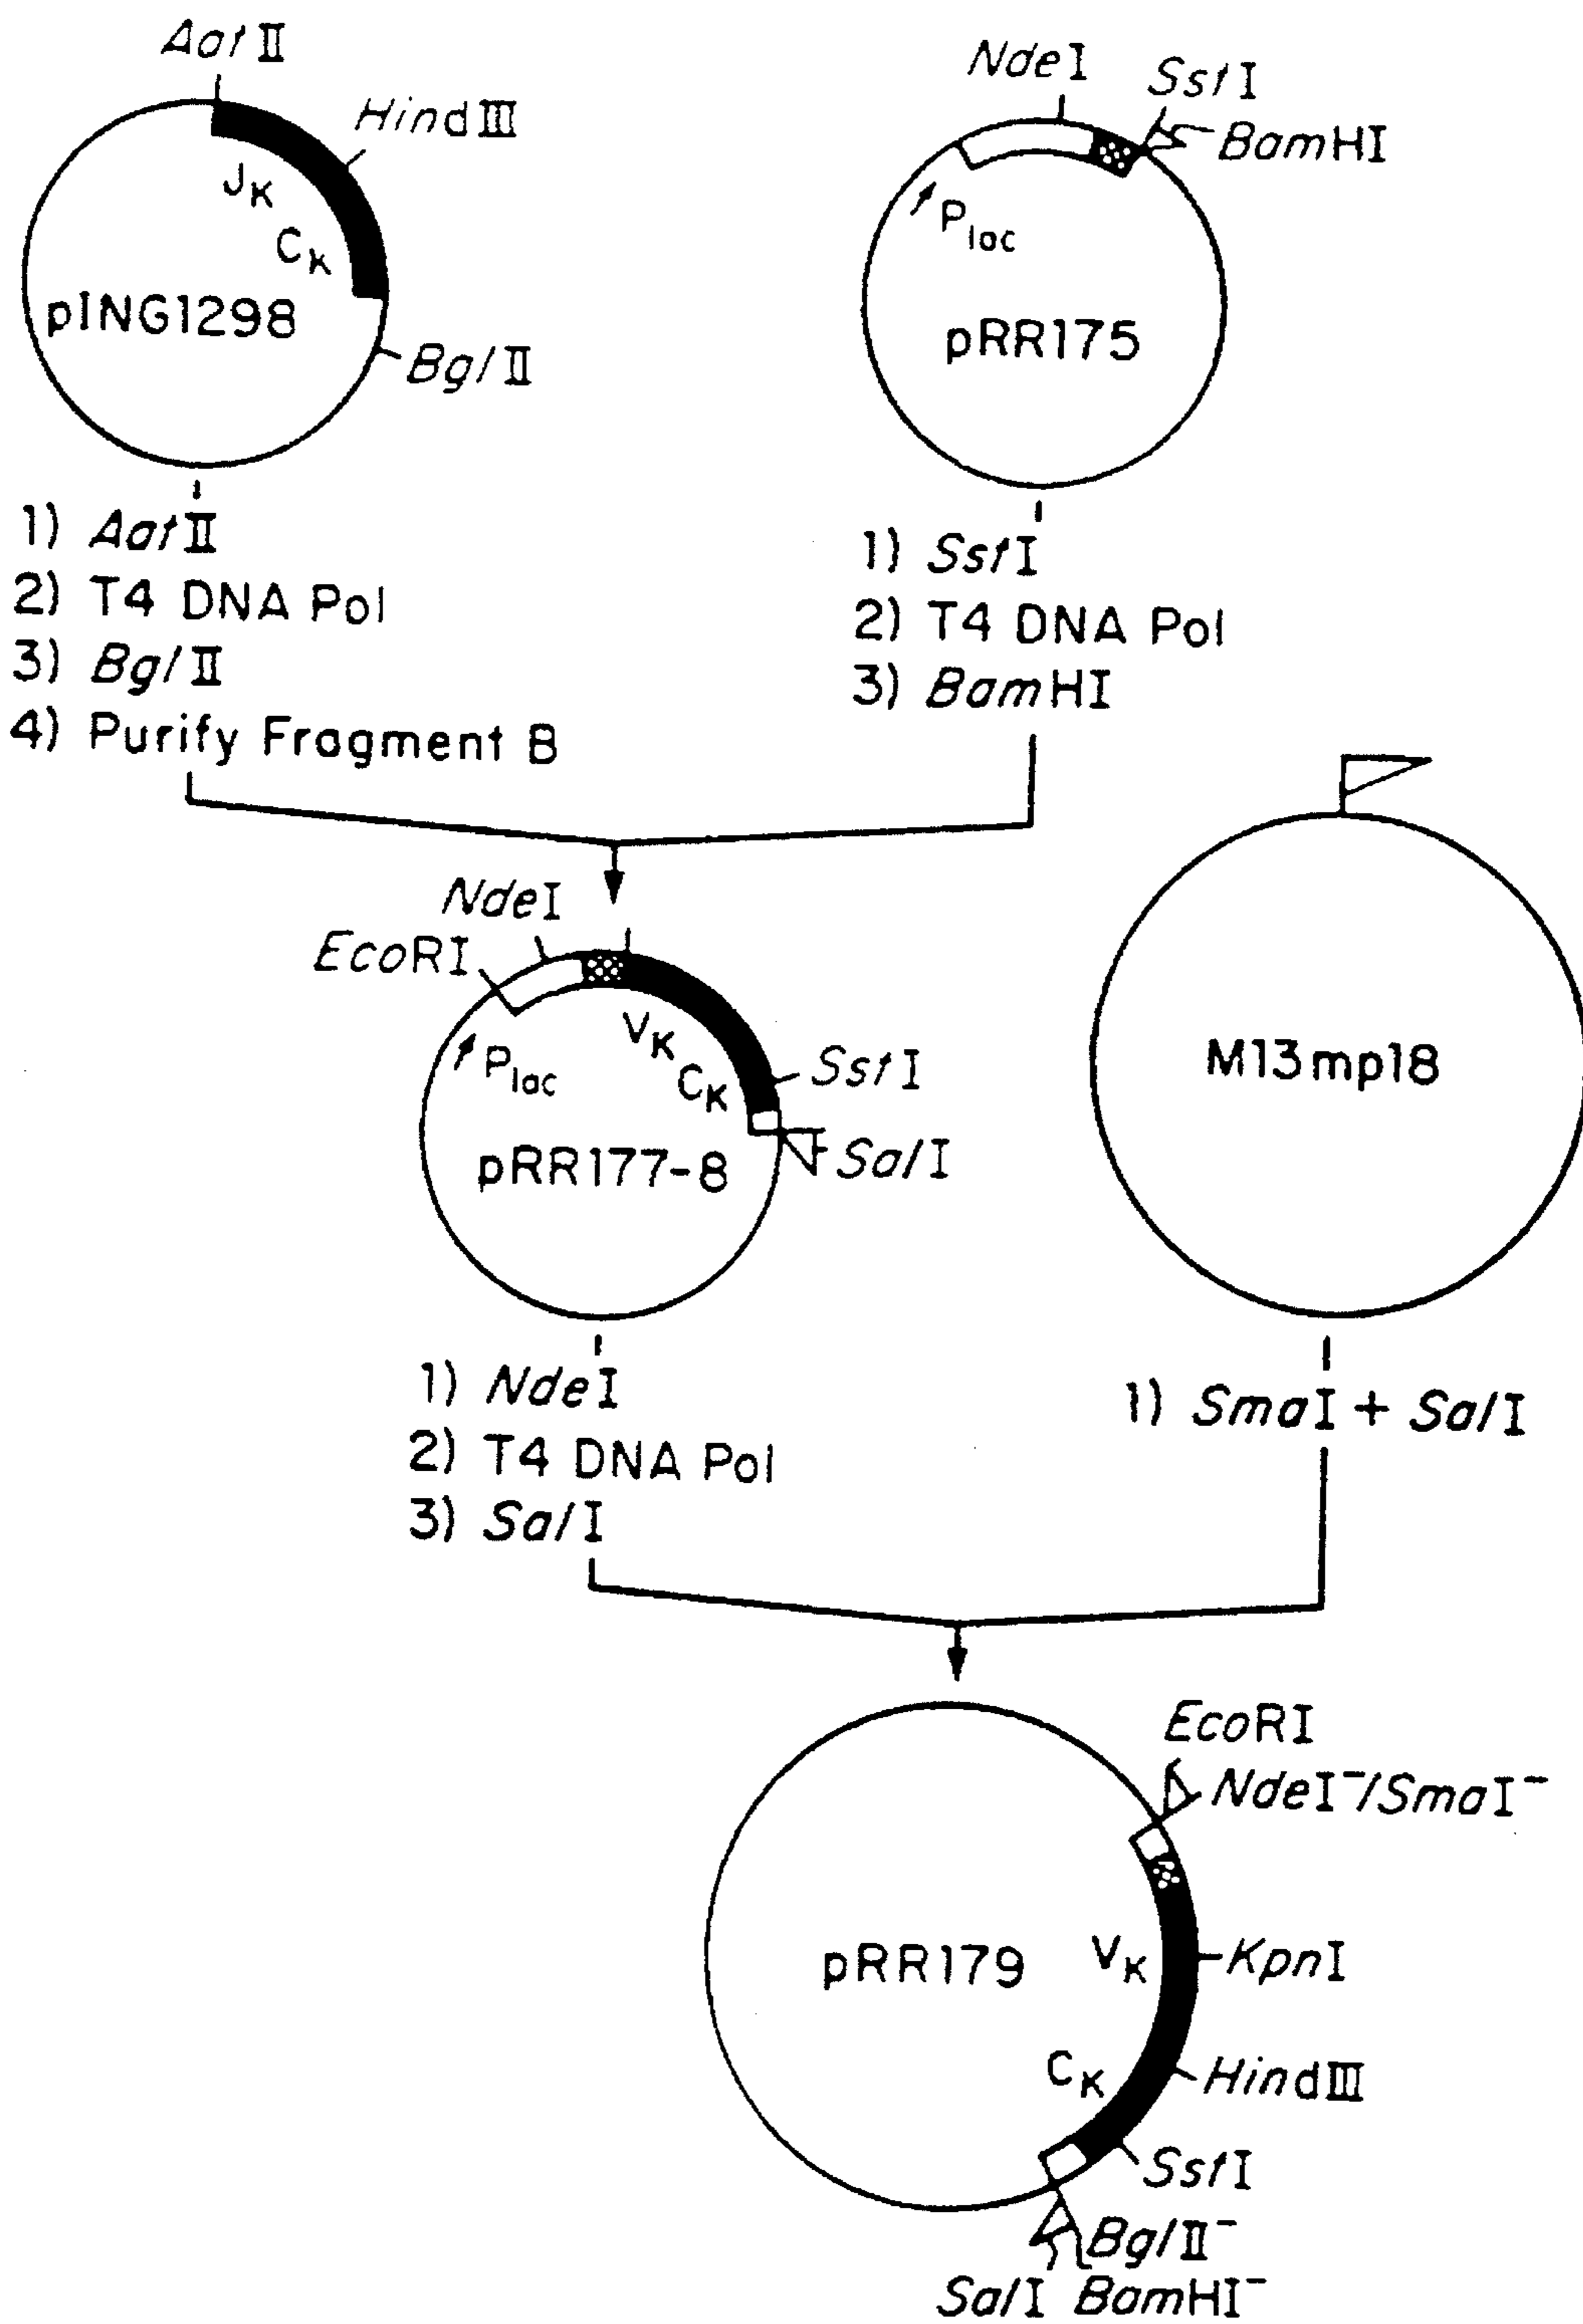 AatII
HindIII
JK
CK
pING1298
BglII
1) AatII
2) T4 DNA Pol
3) BglII
4) Purify Fragment B
NdeI
SstI
BamHI
Plac
pRR175
1) SstI
2) T4 DNA Pol
3) BamHI
NdeI
EcoRI
VK
Plac
CK
SstI
pRR177-8
SalI
1) NdeI
2) T4 DNA Pol
3) SalI
M13mp18
1) SmaI + SalI
EcoRI
NdeI⁻/SmaI⁻
pRR179
VK
KpnI
CK
HindIII
SstI
BglII⁻
SalI BamHI⁻